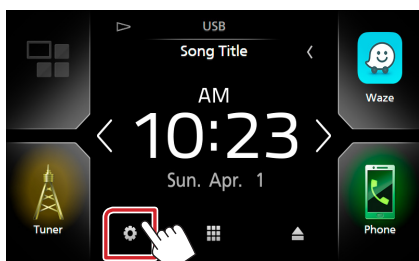 USB
Song Title
Waze
AM
10:23
Sun. Apr. 1
Tuner
Phone